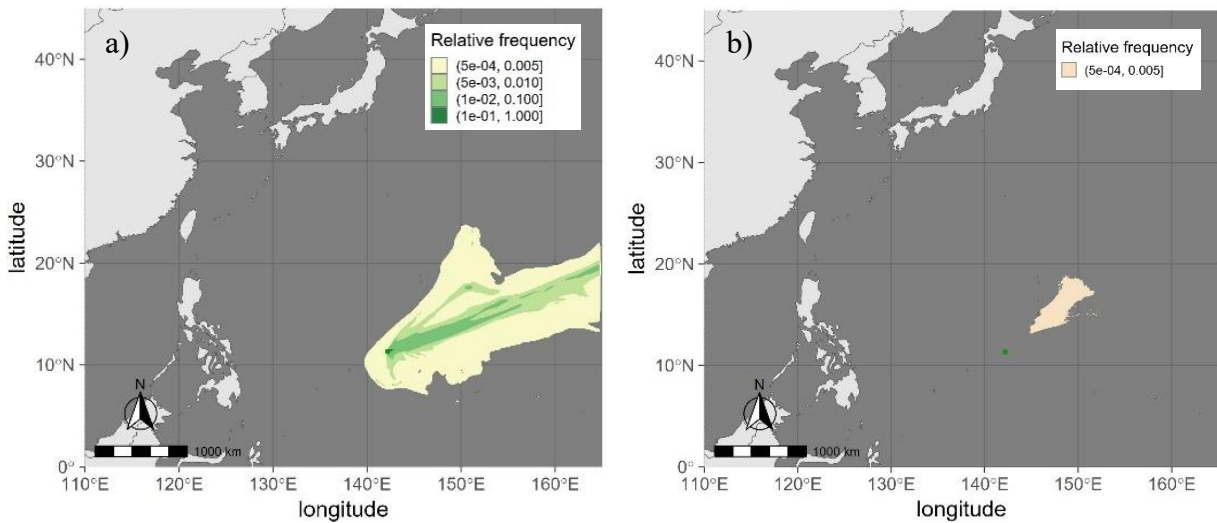 a)
Relative frequency
(5e-04, 0.005]
(5e-03, 0.010]
(1e-02, 0.100]
(1e-01, 1.000]
40°N
30°N
20°N
10°N
0°
latitude
N
1000 km
110°E 120°E 130°E 140°E 150°E 160°E
longitude
b)
Relative frequency
(5e-04, 0.005]
40°N
30°N
20°N
10°N
0°
latitude
N
1000 km
110°E 120°E 130°E 140°E 150°E 160°E
longitude